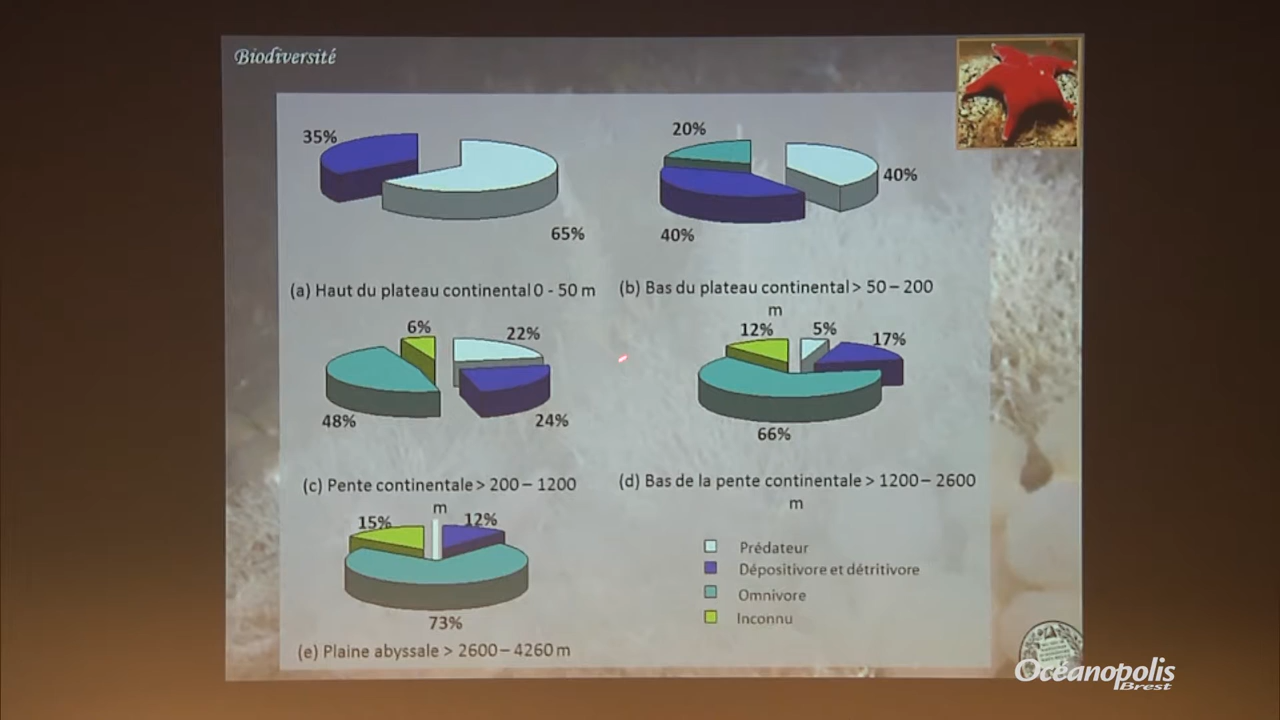 Biodiversité
35%
65%
20%
40%
40%
(a) Haut du plateau continental 0 - 50 m
(b) Bas du plateau continental > 50 – 200
m
6%
22%
48%
24%
12%
5%
17%
66%
(c) Pente continentale > 200 – 1200
m
(d) Bas de la pente continentale > 1200 – 2600
m
15%
12%
73%
(e) Plaine abyssale > 2600 – 4260 m
Prédateur
Dépositivore et détritivore
Omnivore
Inconnu
Océanopolis
Brest